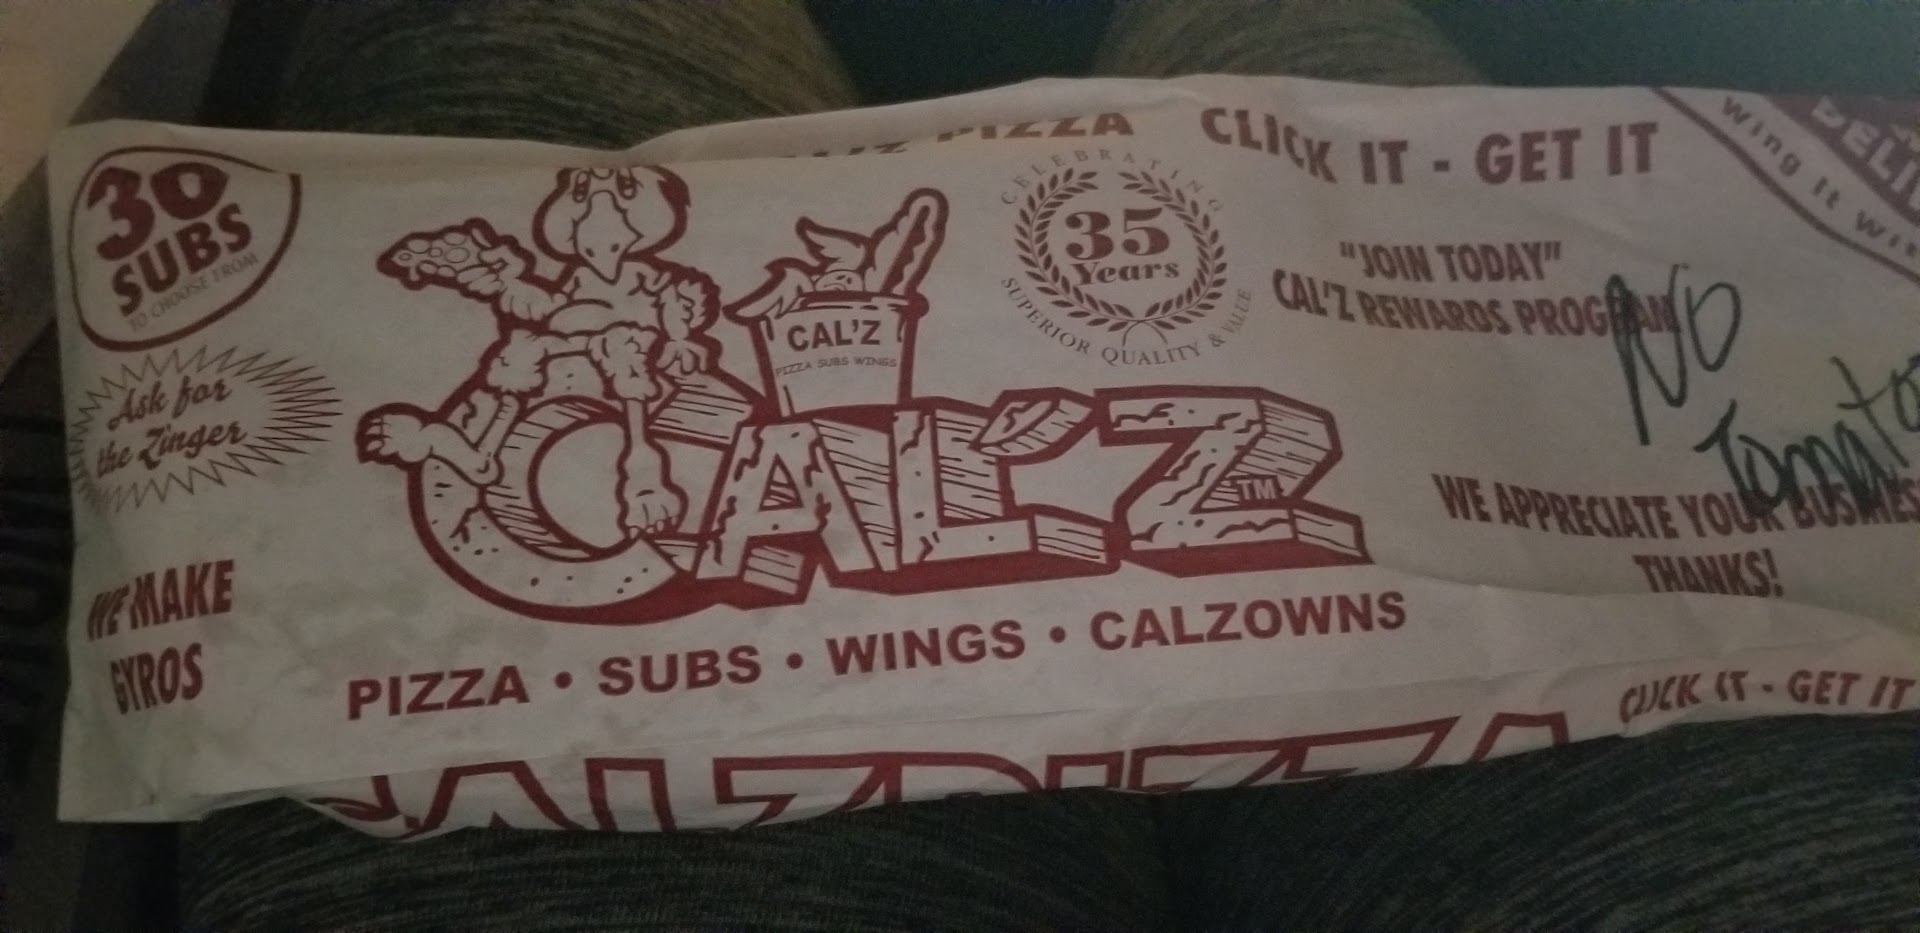 30
SUBS
TO CHOOSE FROM
Ask for
the Zinger
WE MAKE
GYROS
PIZZA
CAL'Z
PIZZA SUBS WINGS
CELEBRATING
35
Years
SUPERIOR QUALITY & VALUE
CAL'Z
TM
PIZZA • SUBS • WINGS • CALZOWNS
CLICK IT - GET IT
"JOIN TODAY"
CAL'Z REWARDS PROGRAM
No
Tomato
WE APPRECIATE YOUR BUSINESS
THANKS!
Wing It
CLICK IT - GET IT